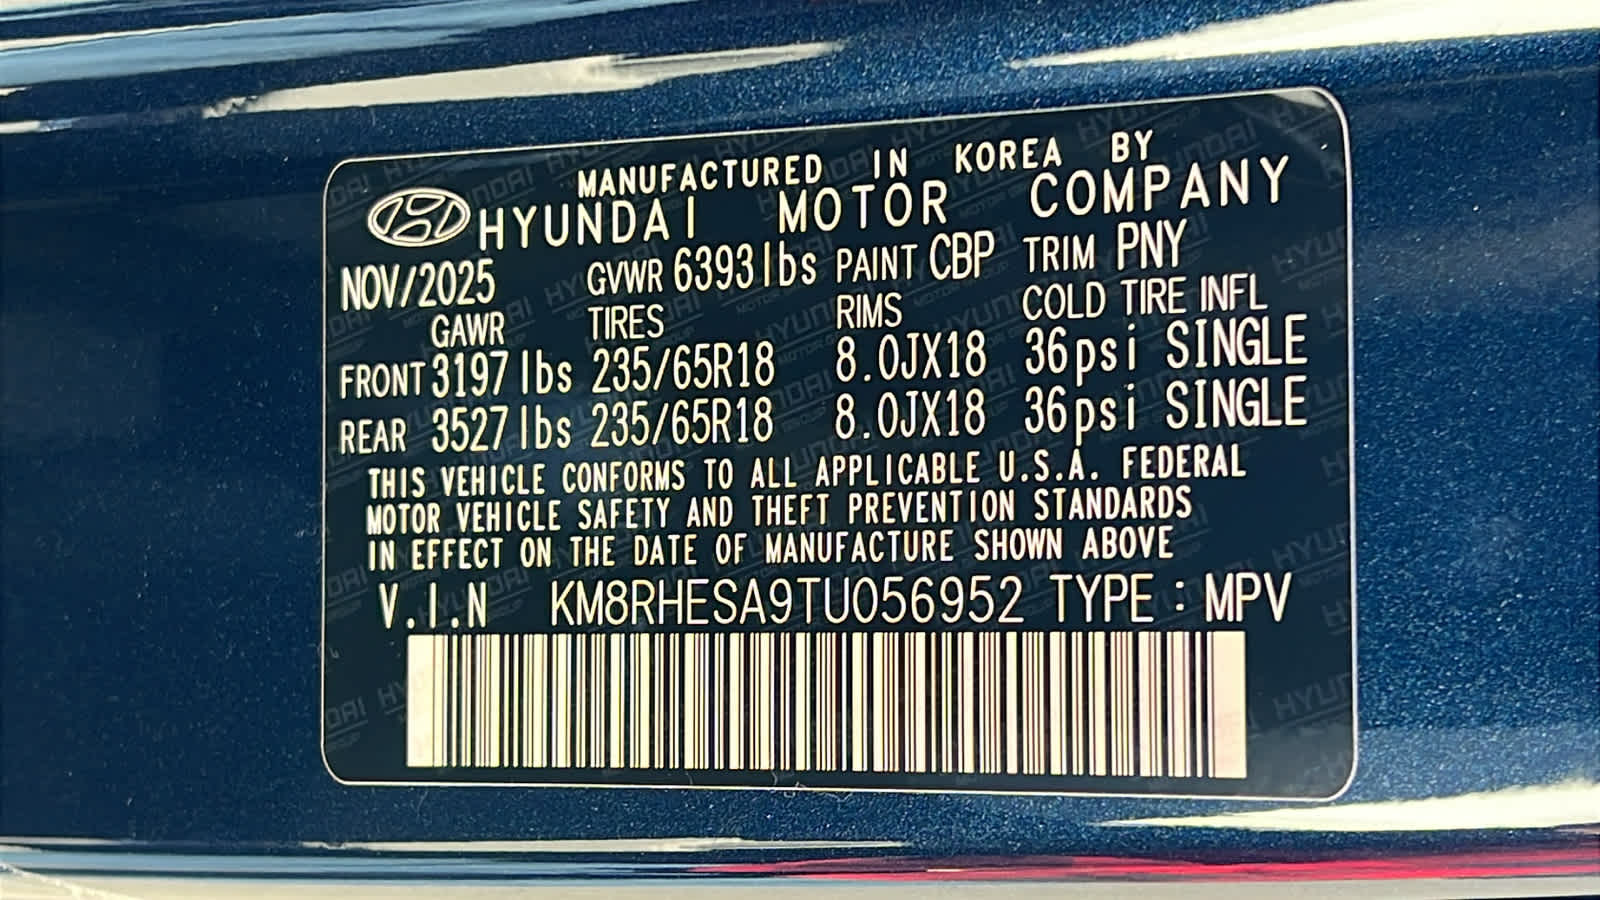 MANUFACTURED IN KOREA BY
HYUNDAI MOTOR COMPANY
NOV/2025 GVWR 6393lbs PAINT CBP TRIM PNY
GAWR TIRES RIMS COLD TIRE INFL
FRONT 3197lbs 235/65R18 8.0JX18 36psi SINGLE
REAR 3527lbs 235/65R18 8.0JX18 36psi SINGLE
THIS VEHICLE CONFORMS TO ALL APPLICABLE U.S.A. FEDERAL
MOTOR VEHICLE SAFETY AND THEFT PREVENTION STANDARDS
IN EFFECT ON THE DATE OF MANUFACTURE SHOWN ABOVE
V.I.N KM8RHESA9TU056952 TYPE : MPV